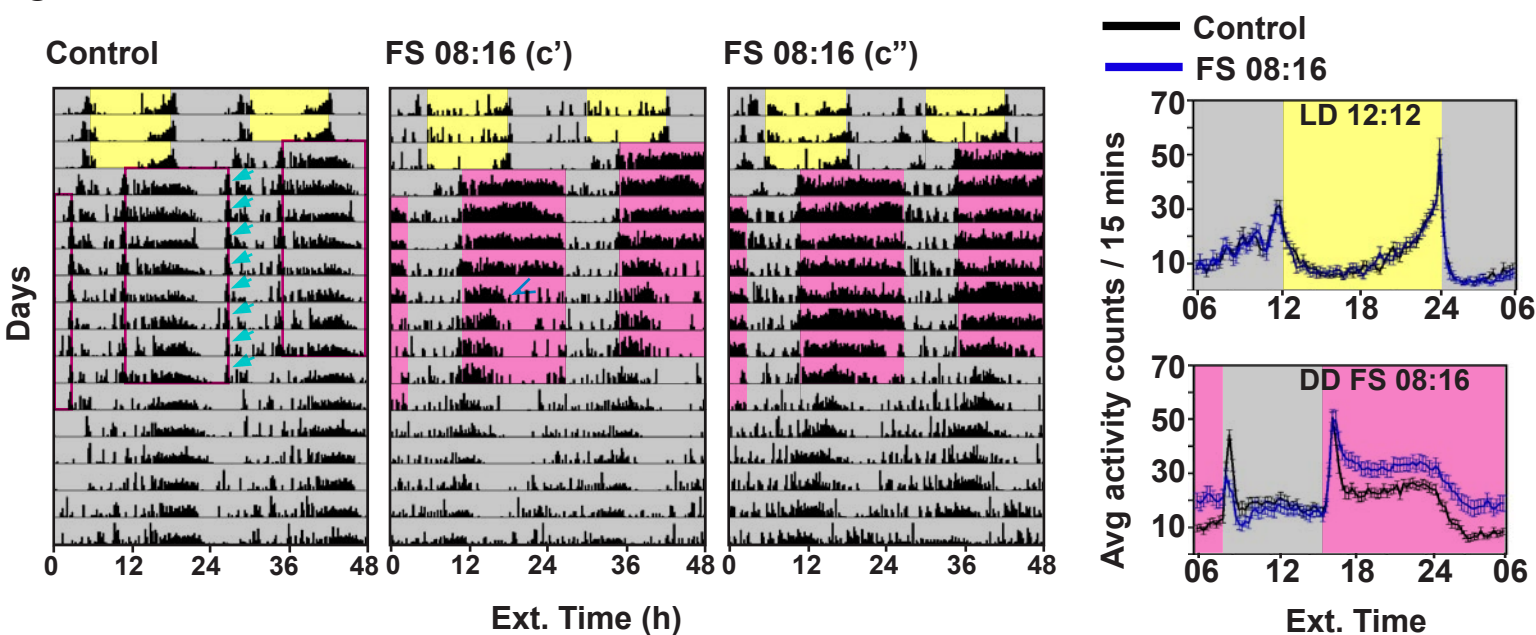 Control
FS 08:16 (c’)
FS 08:16 (c”)
Days
0 12 24 36 48
0 12 24 36 48
0 12 24 36 48
Ext. Time (h)
Control
FS 08:16
Avg activity counts / 15 mins
70
50
30
10
LD 12:12
06 12 18 24 06
70
50
30
10
DD FS 08:16
06 12 18 24 06
Ext. Time